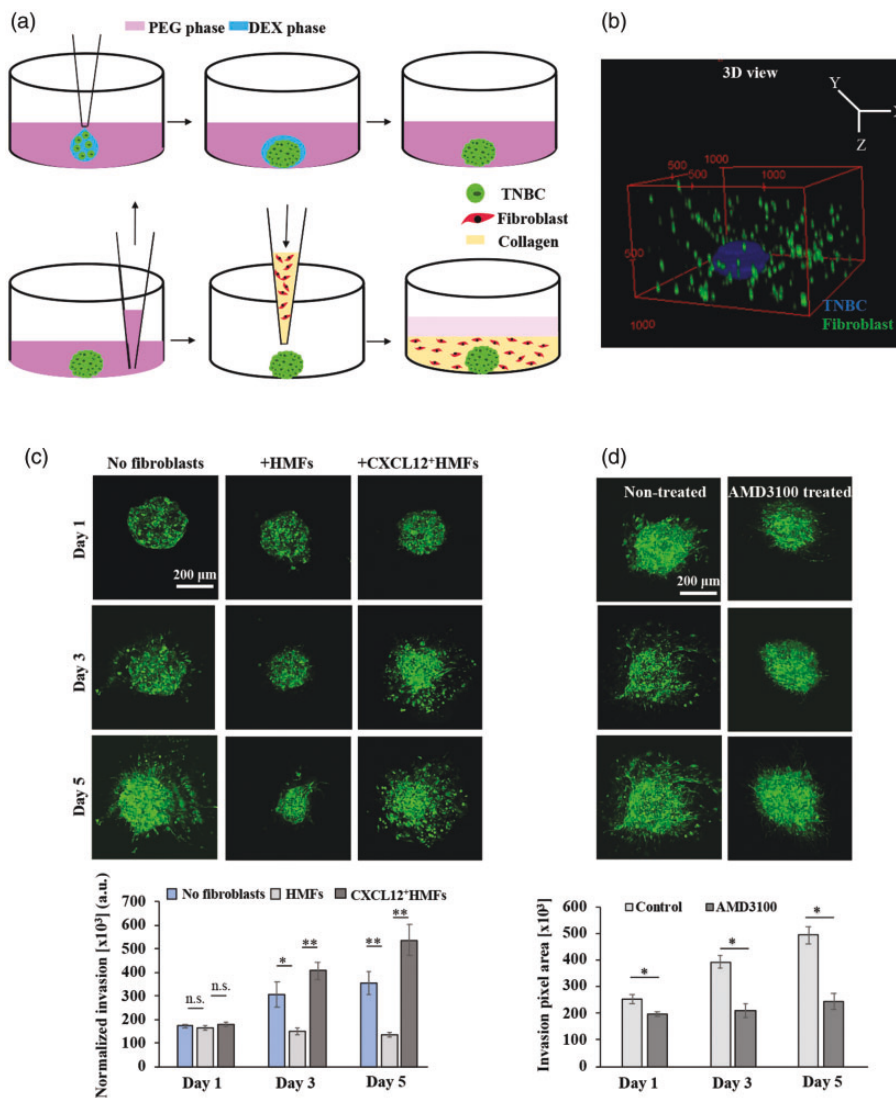 (a)
PEG phase DEX phase
TNBC
Fibroblast
Collagen
(b)
3D view
Y
X
Z
500 1000
500 1000
500
1000
TNBC
Fibroblast
(c)
No fibroblasts +HMFs +CXCL12⁺HMFs
Day 1
200 μm
Day 3
Day 5
Normalized invasion [x10³] (a.u.)
No fibroblasts HMFs CXCL12⁺HMFs
700
600
500
400
300
200
100
0
n.s. n.s.
* **
** **
Day 1 Day 3 Day 5
(d)
Non-treated AMD3100 treated
200 μm
Invasion pixel area [x10³]
Control AMD3100
600
500
400
300
200
100
0
*
*
*
Day 1 Day 3 Day 5